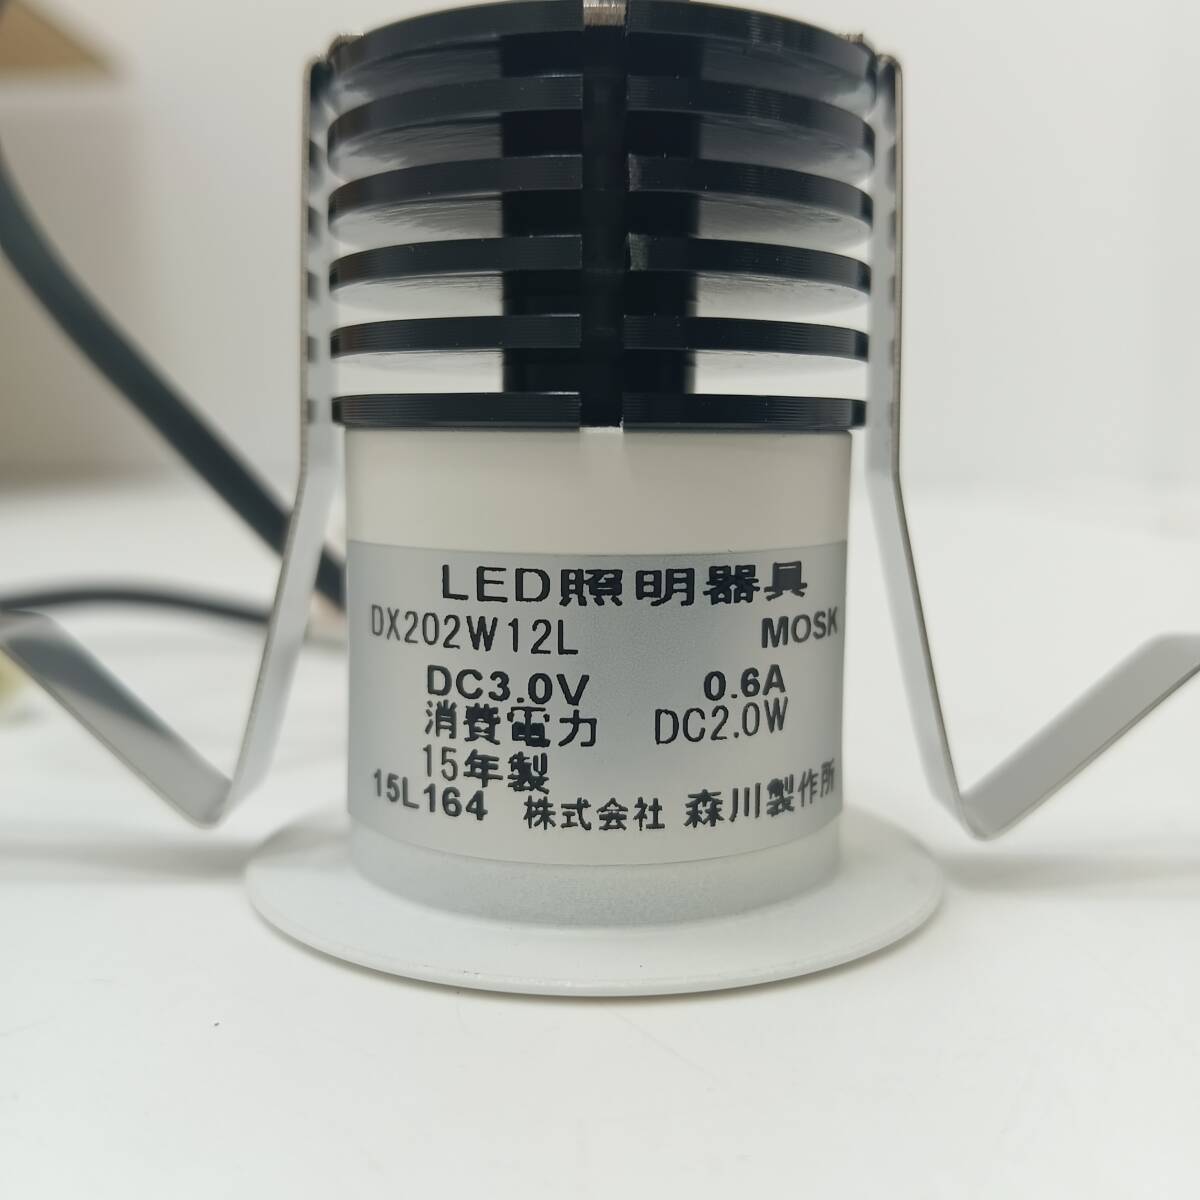 LED照明器具
DX202W12L MOSK
DC3.0V 0.6A
消費電力 DC2.0W
15年製
15L164 株式会社 森川製作所